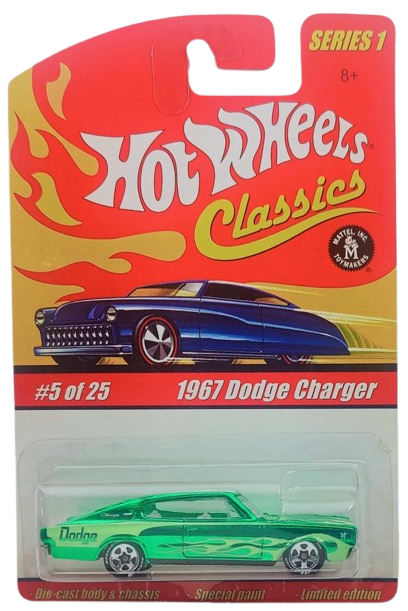 SERIES 1
8+
Hot Wheels®
Classics
MATTEL, INC.
M
TOYMAKERS
®
#5 of 25
1967 Dodge Charger
Dodge
Die-cast body & chassis
Special paint
Limited edition